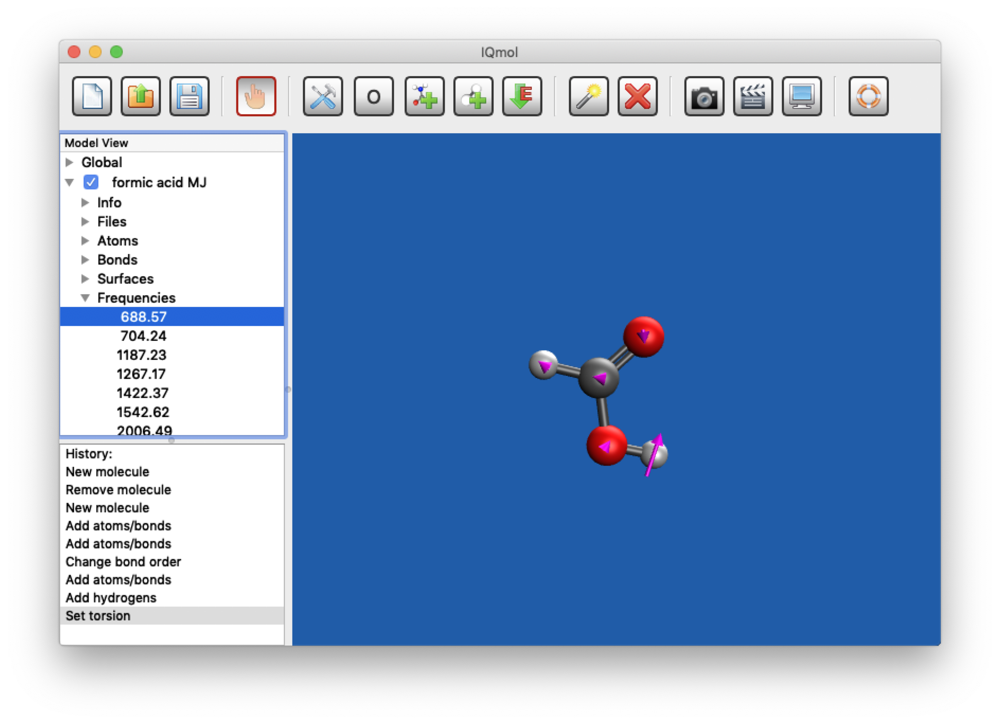 IQmol
O
E
Model View
Global
formic acid MJ
Info
Files
Atoms
Bonds
Surfaces
Frequencies
688.57
704.24
1187.23
1267.17
1422.37
1542.62
2006.49
History:
New molecule
Remove molecule
New molecule
Add atoms/bonds
Add atoms/bonds
Change bond order
Add atoms/bonds
Add hydrogens
Set torsion